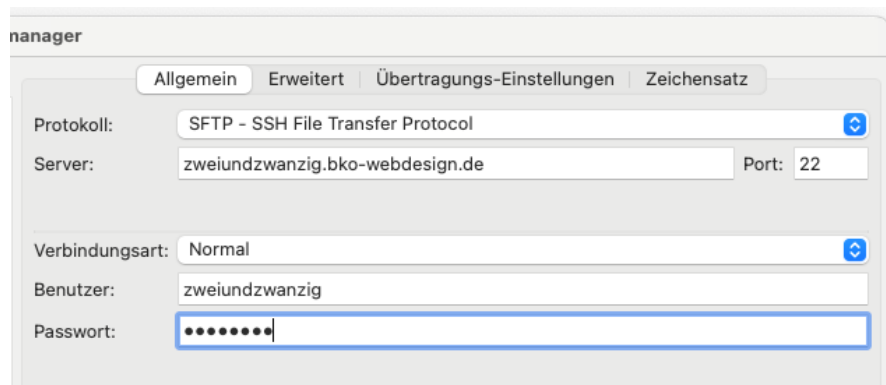 manager
Allgemein Erweitert Übertragungs-Einstellungen Zeichensatz
Protokoll: SFTP - SSH File Transfer Protocol
Server: zweiundzwanzig.bko-webdesign.de Port: 22
Verbindungsart: Normal
Benutzer: zweiundzwanzig
Passwort: ••••••••